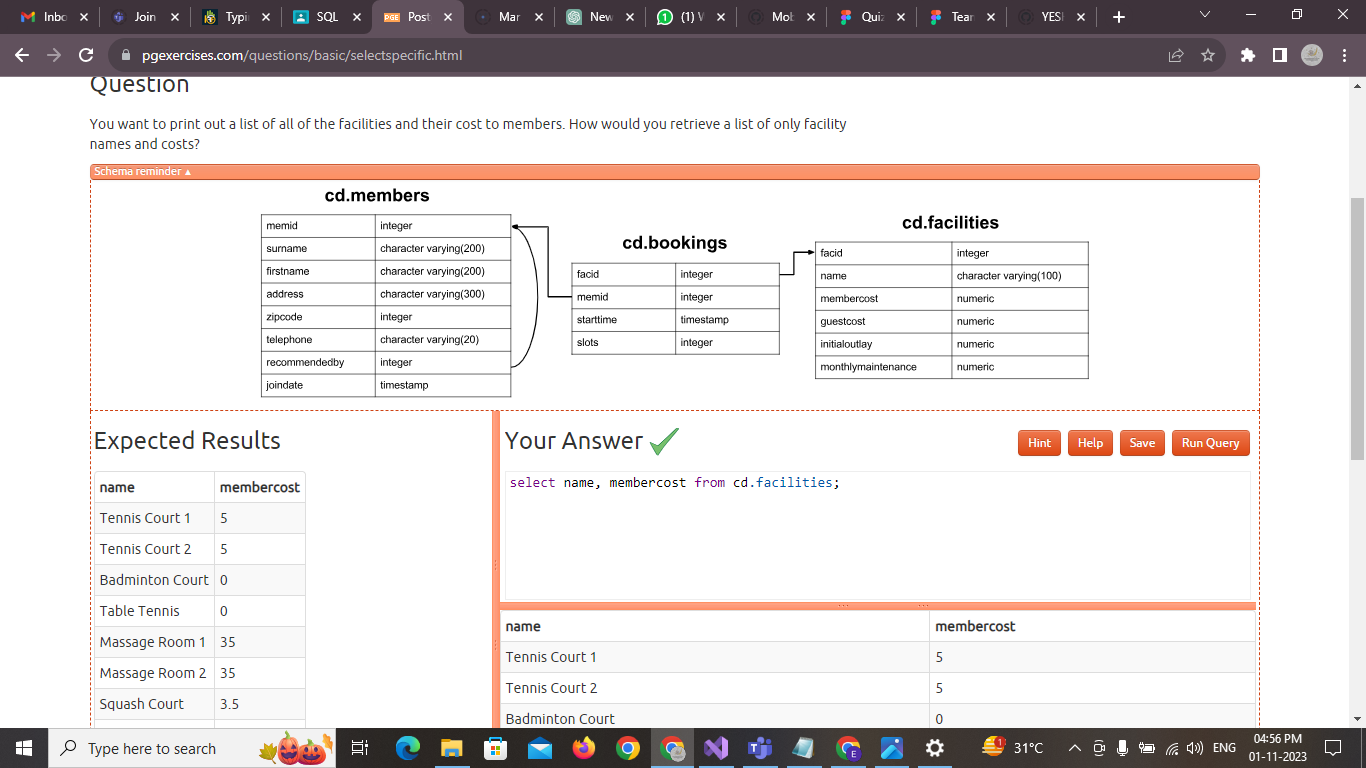 Inbo
Join
Typi
SQL
PGE Post
Mar
New
(1) V
Mol
Qui
Tear
YES
pgexercises.com/questions/basic/selectspecific.html
Question
You want to print out a list of all of the facilities and their cost to members. How would you retrieve a list of only facility
names and costs?
Schema reminder ▲
cd.members
memid integer
surname character varying(200)
firstname character varying(200)
address character varying(300)
zipcode integer
telephone character varying(20)
recommendedby integer
joindate timestamp
cd.bookings
facid integer
memid integer
starttime timestamp
slots integer
cd.facilities
facid integer
name character varying(100)
membercost numeric
guestcost numeric
initialoutlay numeric
monthlymaintenance numeric
Expected Results
name membercost
Tennis Court 1 5
Tennis Court 2 5
Badminton Court 0
Table Tennis 0
Massage Room 1 35
Massage Room 2 35
Squash Court 3.5
Your Answer
Hint
Help
Save
Run Query
select name, membercost from cd.facilities;
name membercost
Tennis Court 1 5
Tennis Court 2 5
Badminton Court 0
Type here to search
1
31°C
ENG
04:56 PM
01-11-2023